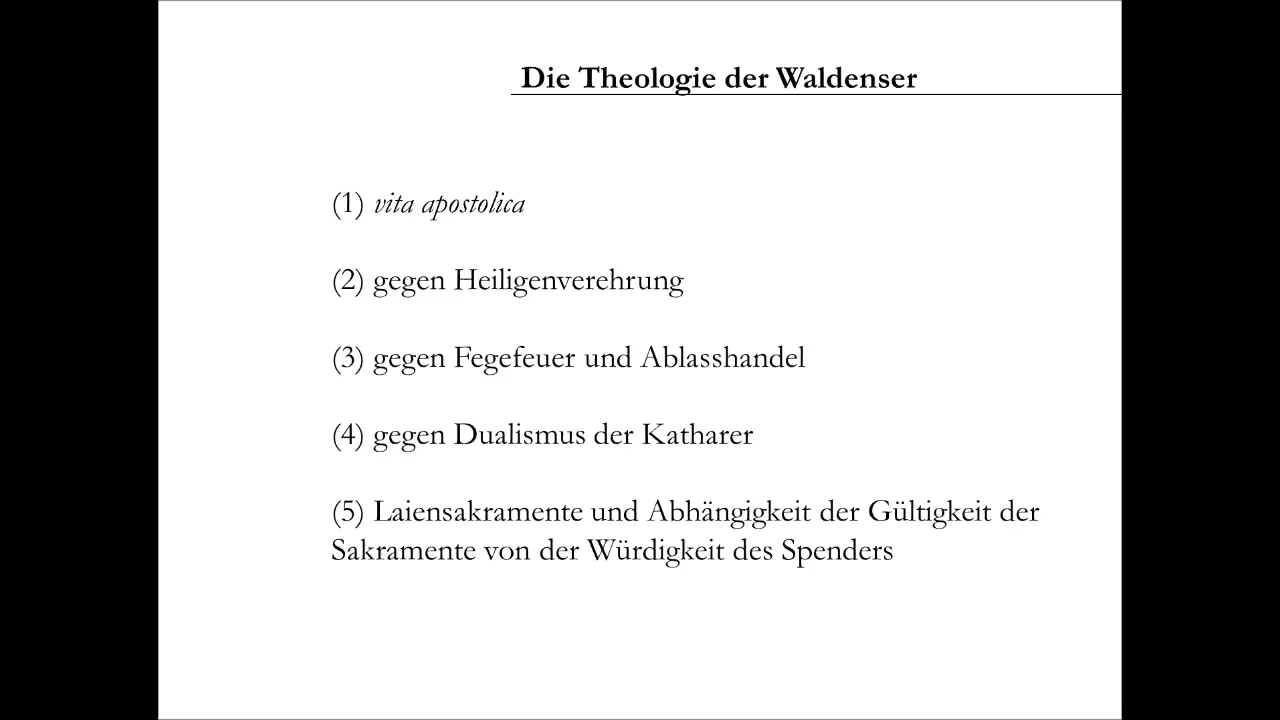 Die Theologie der Waldenser
(1) vita apostolica
(2) gegen Heiligenverehrung
(3) gegen Fegefeuer und Ablasshandel
(4) gegen Dualismus der Katharer
(5) Laiensakramente und Abhängigkeit der Gültigkeit der
Sakramente von der Würdigkeit des Spenders